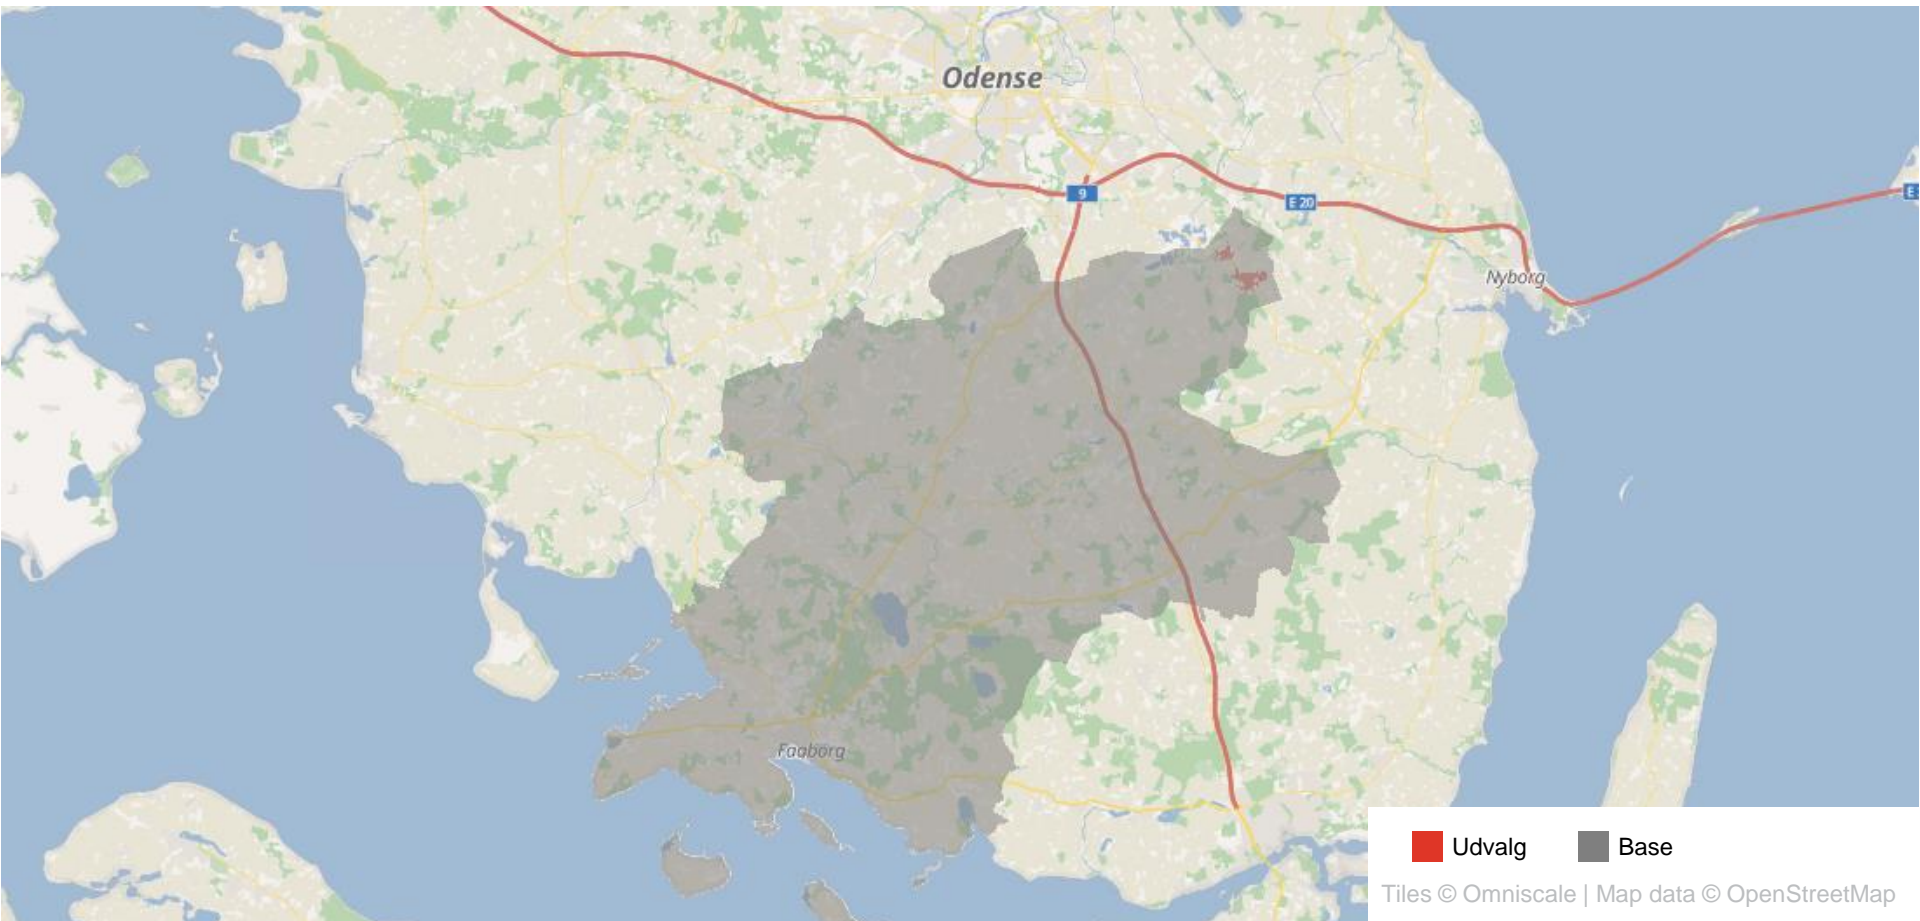 Odense
9
E 20
E
Nyborg
Faaborg
Udvalg
Base
Tiles © Omniscale | Map data © OpenStreetMap